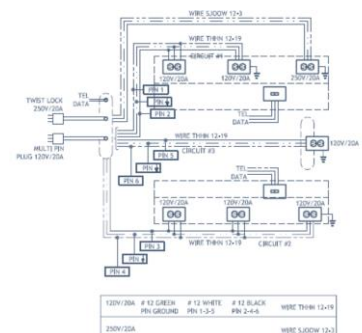 WIRE SJOOW 12-3
WIRE THHN 12-19
CIRCUIT #1
120V/20A
120V/20A
250V/20A
PIN 1
PIN
PIN 2
TEL
DATA
TWIST LOCK
250V/20A
TEL
DATA
MULTI PIN
PLUG 120V/20A
WIRE THHN 12-19
CIRCUIT #3
120V/20A
PIN 5
PIN
PIN 6
TEL
DATA
120V/20A
120V/20A
120V/20A
PIN 3
PIN
PIN 4
WIRE THHN 12-19
CIRCUIT #2
120V/20A # 12 GREEN # 12 WHITE # 12 BLACK WIRE THHN 12-19
PIN GROUND PIN 1-3-5 PIN 2-4-6
250V/20A WIRE SJOOW 12-3